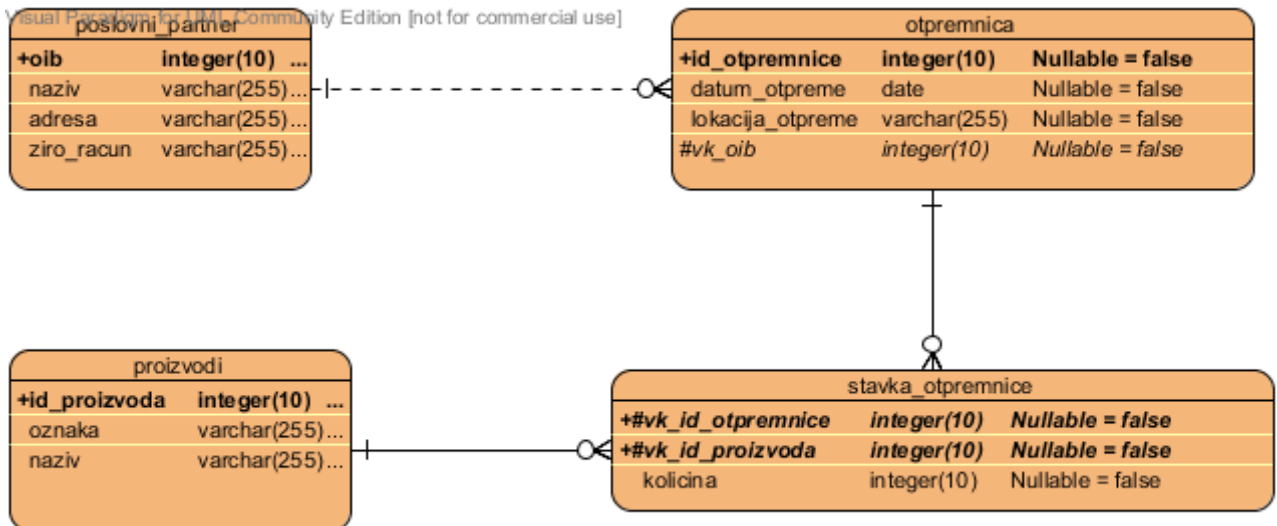 Visual Paradigm for UML Community Edition [not for commercial use]
poslovni_partner
+oib integer(10) ...
naziv varchar(255)...
adresa varchar(255)...
ziro_racun varchar(255)...
otpremnica
+id_otpremnice integer(10) Nullable = false
datum_otpreme date Nullable = false
lokacija_otpreme varchar(255) Nullable = false
#vk_oib integer(10) Nullable = false
proizvodi
+id_proizvoda integer(10) ...
oznaka varchar(255)...
naziv varchar(255)...
stavka_otpremnice
+#vk_id_otpremnice integer(10) Nullable = false
+#vk_id_proizvoda integer(10) Nullable = false
kolicina integer(10) Nullable = false